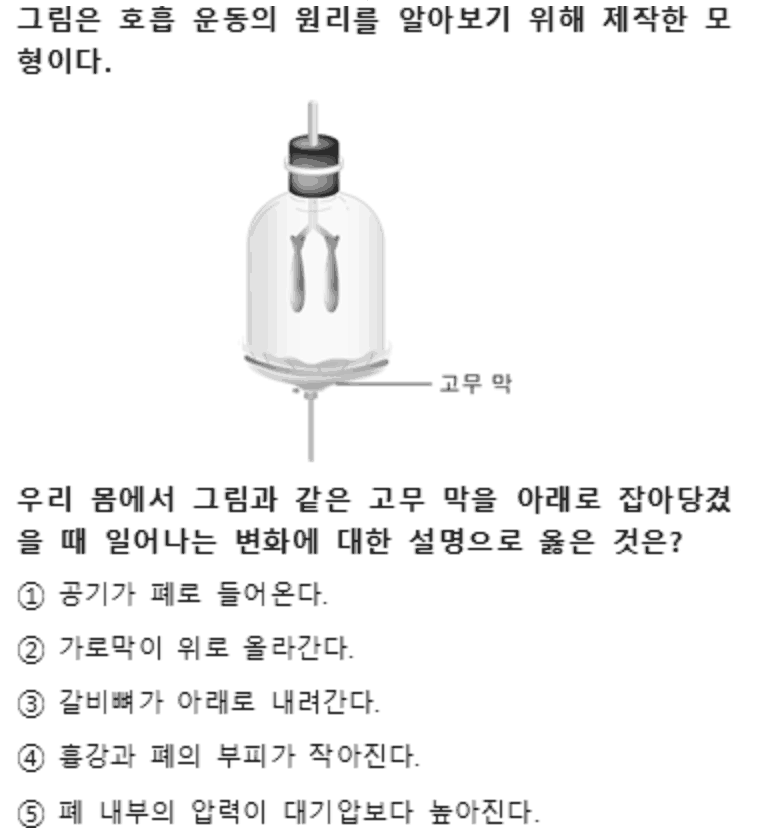 그림은 호흡 운동의 원리를 알아보기 위해 제작한 모
형이다.
고무 막
우리 몸에서 그림과 같은 고무 막을 아래로 잡아당겼
을 때 일어나는 변화에 대한 설명으로 옳은 것은?
① 공기가 폐로 들어온다.
② 가로막이 위로 올라간다.
③ 갈비뼈가 아래로 내려간다.
④ 흉강과 폐의 부피가 작아진다.
⑤ 폐 내부의 압력이 대기압보다 높아진다.